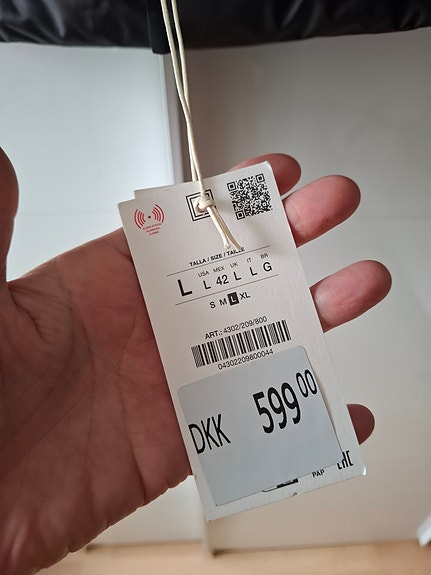 TALLA / SIZE / TAILLE
USA MEX UK IT BR
L L 42 L L G
S M L XL
ART.: 4302/209/800
04302209800044
DKK 599.00
PAP
EAC